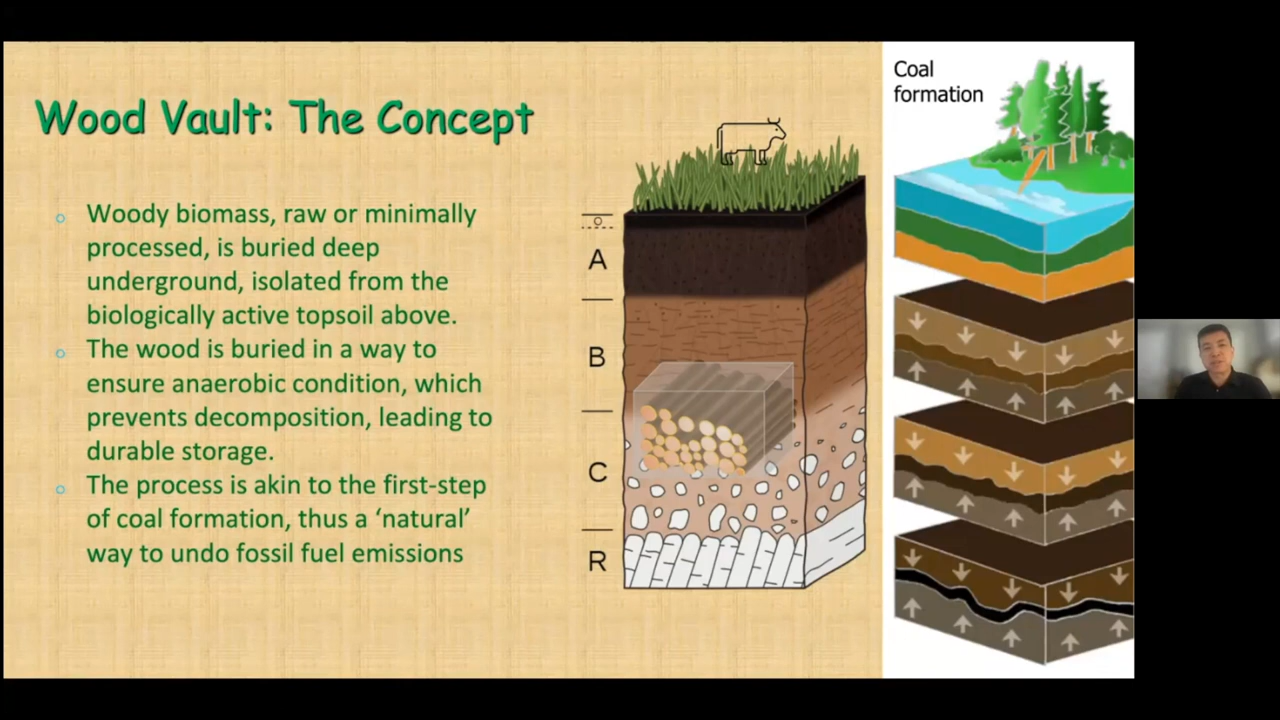 Wood Vault: The Concept
Woody biomass, raw or minimally
processed, is buried deep
underground, isolated from the
biologically active topsoil above.
The wood is buried in a way to
ensure anaerobic condition, which
prevents decomposition, leading to
durable storage.
The process is akin to the first-step
of coal formation, thus a ‘natural’
way to undo fossil fuel emissions
O
A
B
C
R
Coal
formation